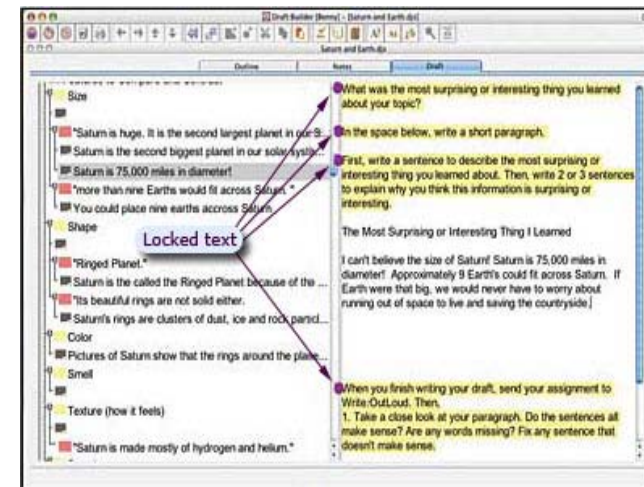 Draft:Builder [Benny] - [Saturn and Earth.dja]
Saturn and Earth.dja
Outline
Notes
Draft
Size
"Saturn is huge. It is the second largest planet in our 9...
Saturn is the second biggest planet in our solar syste...
Saturn is 75,000 miles in diameter!
"more than nine Earths would fit across Saturn. "
You could place nine earths accross Saturn
Shape
Locked text
"Ringed Planet."
Saturn is the called the Ringed Planet because of the ...
"Its beautiful rings are not solid either.
Saturn's rings are clusters of dust, ice and rock particl...
Color
Pictures of Saturn show that the rings around the plane...
Smell
Texture (how it feels)
"Saturn is made mostly of hydrogen and helium."
What was the most surprising or interesting thing you learned
about your topic?
In the space below, write a short paragraph.
First, write a sentence to describe the most surprising or
interesting thing you learned about. Then, write 2 or 3 sentences
to explain why you think this information is surprising or
interesting.
The Most Surprising or Interesting Thing I Learned
I can't believe the size of Saturn! Saturn is 75,000 miles in
diameter! Approximately 9 Earth's could fit across Saturn. If
Earth were that big, we would never have to worry about
running out of space to live and saving the countryside.
When you finish writing your draft, send your assignment to
Write:OutLoud. Then,
1. Take a close look at your paragraph. Do the sentences all
make sense? Are any words missing? Fix any sentence that
doesn't make sense.